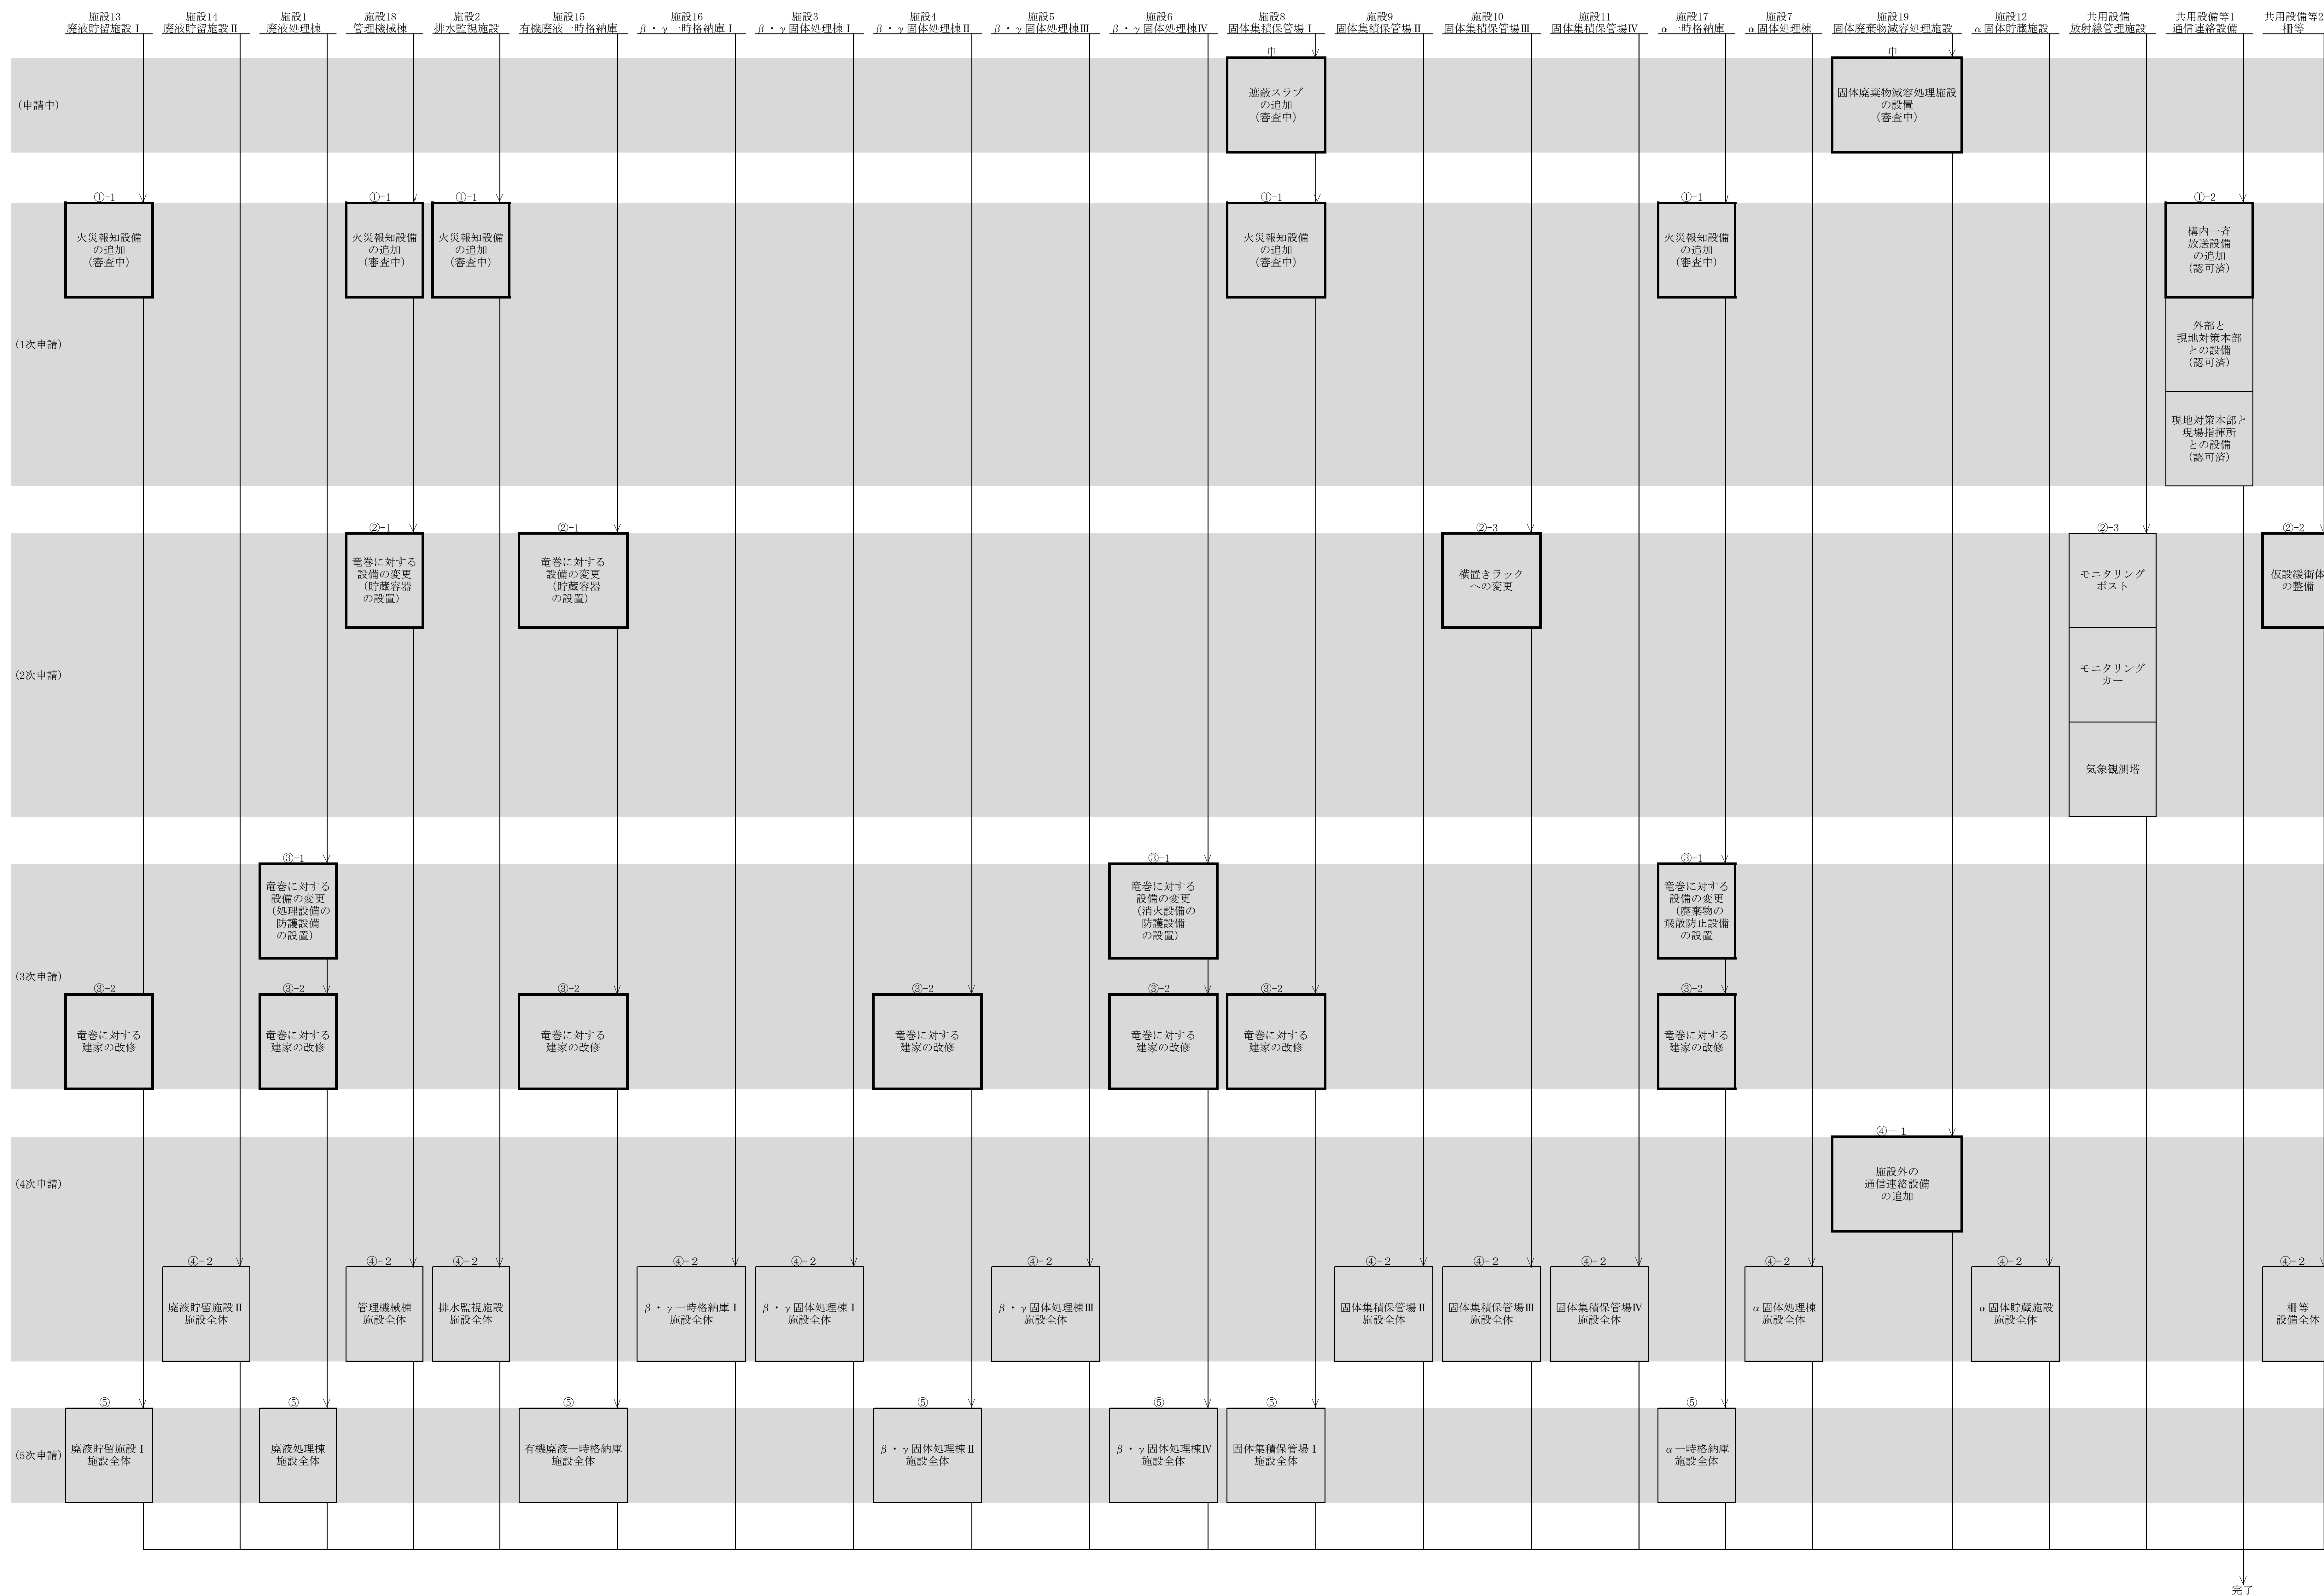 施設13
廃液貯留施設Ⅰ
施設14
廃液貯留施設Ⅱ
施設1
廃液処理棟
施設18
管理機械棟
施設2
排水監視施設
施設15
有機廃液一時格納庫
施設16
β・γ一時格納庫Ⅰ
施設3
β・γ固体処理棟Ⅰ
施設4
β・γ固体処理棟Ⅱ
施設5
β・γ固体処理棟Ⅲ
施設6
β・γ固体処理棟Ⅳ
施設8
固体集積保管場Ⅰ
施設9
固体集積保管場Ⅱ
施設10
固体集積保管場Ⅲ
施設11
固体集積保管場Ⅳ
施設17
α一時格納庫
施設7
α固体処理棟
施設19
固体廃棄物減容処理施設
施設12
α固体貯蔵施設
共用設備
放射線管理施設
共用設備等1
通信連絡設備
共用設備等2
柵等
(申請中)
申
遮蔽スラブ
の追加
(審査中)
申
固体廃棄物減容処理施設
の設置
(審査中)
(1次申請)
①-1
火災報知設備
の追加
(審査中)
①-1
火災報知設備
の追加
(審査中)
①-1
火災報知設備
の追加
(審査中)
①-1
火災報知設備
の追加
(審査中)
①-1
火災報知設備
の追加
(審査中)
①-2
構内一斉
放送設備
の追加
(認可済)
外部と
現地対策本部
との設備
(認可済)
現地対策本部と
現場指揮所
との設備
(認可済)
(2次申請)
②-1
竜巻に対する
設備の変更
(貯蔵容器
の設置)
②-1
竜巻に対する
設備の変更
(貯蔵容器
の設置)
②-3
横置きラック
への変更
②-3
モニタリング
ポスト
モニタリング
カー
気象観測塔
②-2
仮設緩衝体
の整備
(3次申請)
③-1
竜巻に対する
設備の変更
(処理設備の
防護設備
の設置)
③-1
竜巻に対する
設備の変更
(消火設備の
防護設備
の設置)
③-1
竜巻に対する
設備の変更
(廃棄物の
飛散防止設備
の設置
③-2
竜巻に対する
建家の改修
③-2
竜巻に対する
建家の改修
③-2
竜巻に対する
建家の改修
③-2
竜巻に対する
建家の改修
③-2
竜巻に対する
建家の改修
③-2
竜巻に対する
建家の改修
③-2
竜巻に対する
建家の改修
(4次申請)
④-1
施設外の
通信連絡設備
の追加
④-2
廃液貯留施設Ⅱ
施設全体
④-2
管理機械棟
施設全体
④-2
排水監視施設
施設全体
④-2
β・γ一時格納庫Ⅰ
施設全体
④-2
β・γ固体処理棟Ⅰ
施設全体
④-2
β・γ固体処理棟Ⅲ
施設全体
④-2
固体集積保管場Ⅱ
施設全体
④-2
固体集積保管場Ⅲ
施設全体
④-2
固体集積保管場Ⅳ
施設全体
④-2
α固体処理棟
施設全体
④-2
α固体貯蔵施設
施設全体
④-2
柵等
設備全体
(5次申請)
⑤
廃液貯留施設Ⅰ
施設全体
⑤
廃液処理棟
施設全体
⑤
有機廃液一時格納庫
施設全体
⑤
β・γ固体処理棟Ⅱ
施設全体
⑤
β・γ固体処理棟Ⅳ
施設全体
⑤
固体集積保管場Ⅰ
施設全体
⑤
α一時格納庫
施設全体
完了